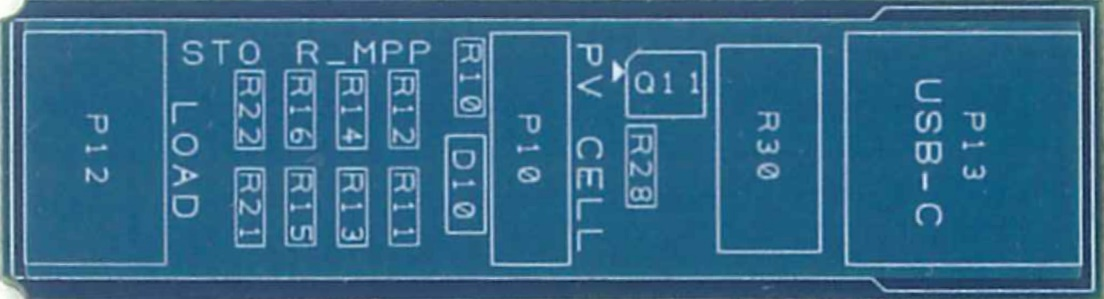 P12
LOAD
STO R_MPP
R22
R16
R14
R12
R21
R15
R13
R11
R10
D10
P10
PV CELL
Q11
R28
R30
P13
USB-C